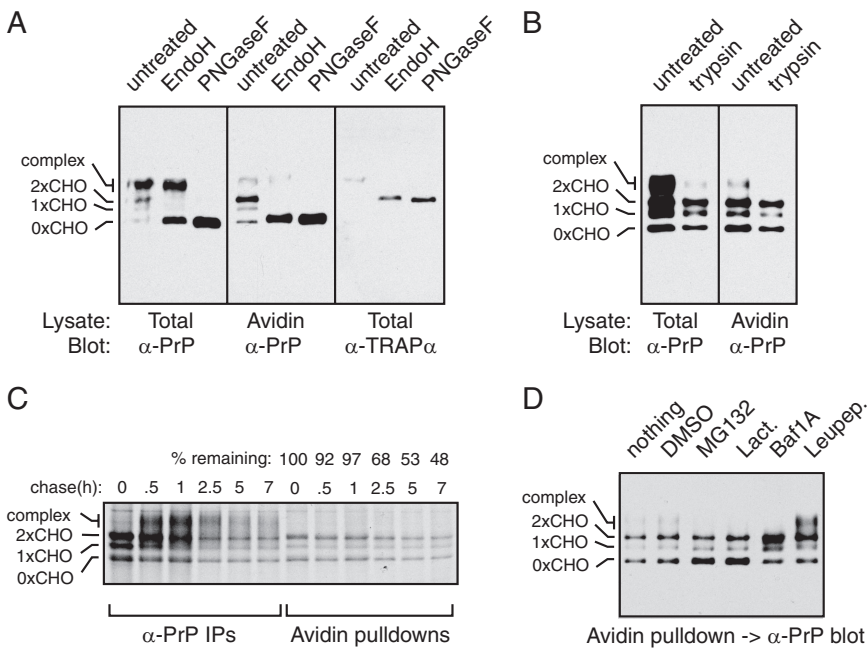 A
untreated EndoH PNGaseF untreated EndoH PNGaseF untreated EndoH PNGaseF
complex
2xCHO
1xCHO
0xCHO
Lysate: Total Avidin Total
Blot: α-PrP α-PrP α-TRAPα
B
untreated trypsin untreated trypsin
complex
2xCHO
1xCHO
0xCHO
Lysate: Total Avidin
Blot: α-PrP α-PrP
C
% remaining: 100 92 97 68 53 48
chase(h): 0 .5 1 2.5 5 7 0 .5 1 2.5 5 7
complex
2xCHO
1xCHO
0xCHO
α-PrP IPs Avidin pulldowns
D
nothing DMSO MG132 Lact. Baf1A Leupep.
complex
2xCHO
1xCHO
0xCHO
Avidin pulldown -> α-PrP blot